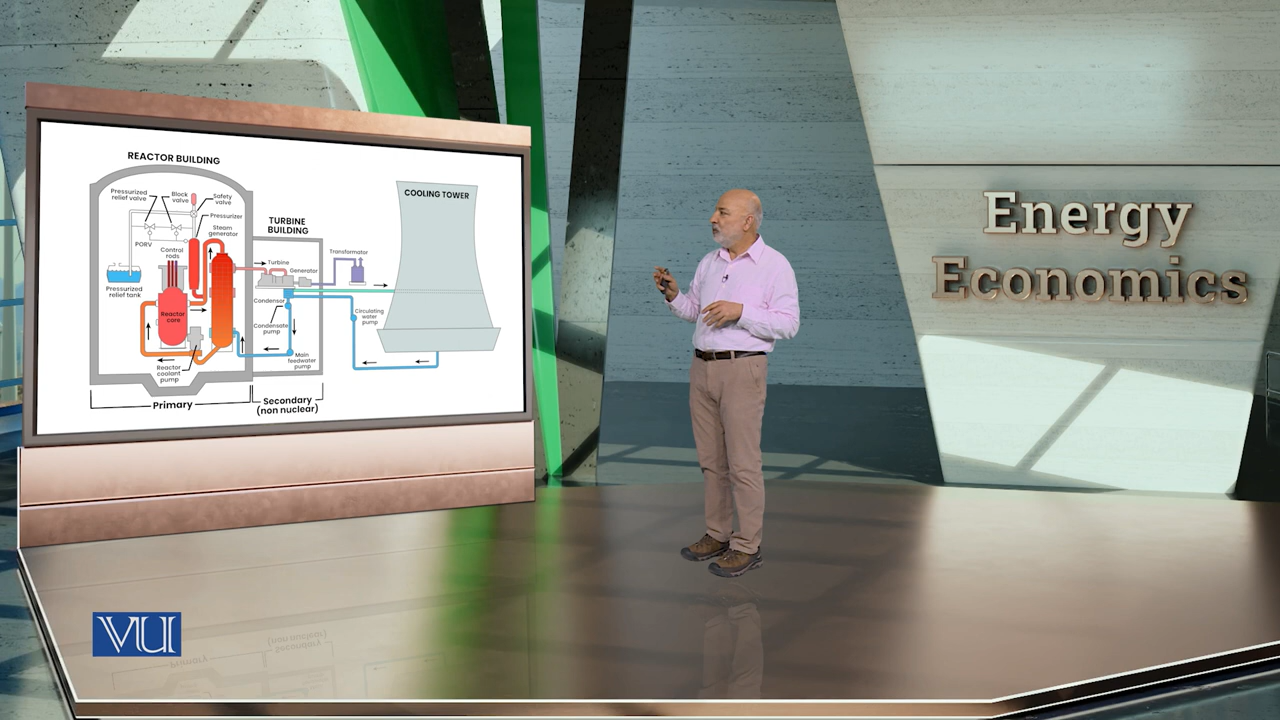 REACTOR BUILDING
Pressurized
relief valve
Block
valve
Safety
valve
Pressurizer
Steam
generator
PORV
Control
rods
Pressurized
relief tank
Reactor
core
Reactor
coolant
pump
Primary
TURBINE
BUILDING
Turbine
Generator
Transformator
Condensor
Condensate
pump
Main
feedwater
pump
Secondary
(non nuclear)
Circulating
water
pump
COOLING TOWER
Energy
Economics
VU